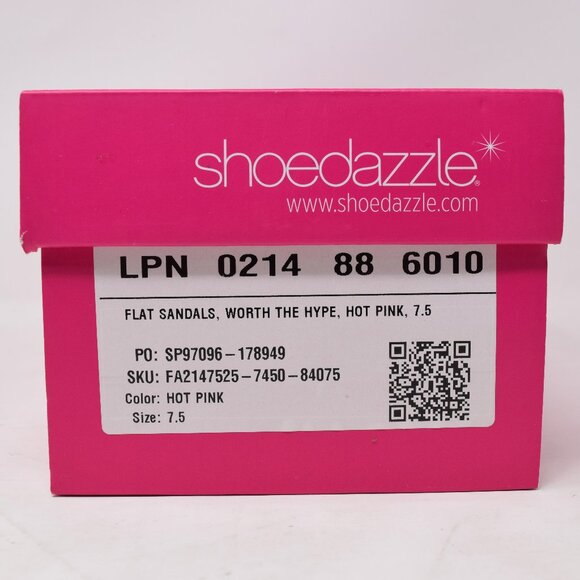 shoedazzle®
www.shoedazzle.com
LPN 0214 88 6010
FLAT SANDALS, WORTH THE HYPE, HOT PINK, 7.5
PO: SP97096-178949
SKU: FA2147525-7450-84075
Color: HOT PINK
Size: 7.5